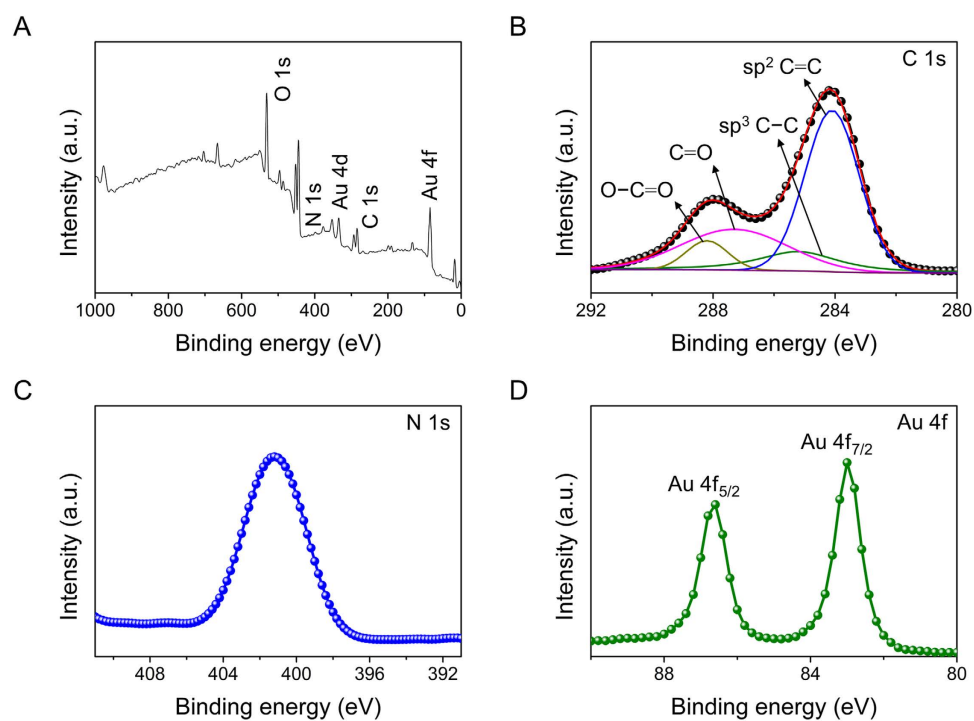 A
Intensity (a.u.)
O 1s
N 1s
Au 4d
C 1s
Au 4f
1000 800 600 400 200 0
Binding energy (eV)
B
C 1s
sp² C=C
sp³ C−C
C=O
O−C=O
Intensity (a.u.)
292 288 284 280
Binding energy (eV)
C
N 1s
Intensity (a.u.)
408 404 400 396 392
Binding energy (eV)
D
Au 4f
Au 4f₇/₂
Au 4f₅/₂
Intensity (a.u.)
88 86 83 80
Binding energy (eV)